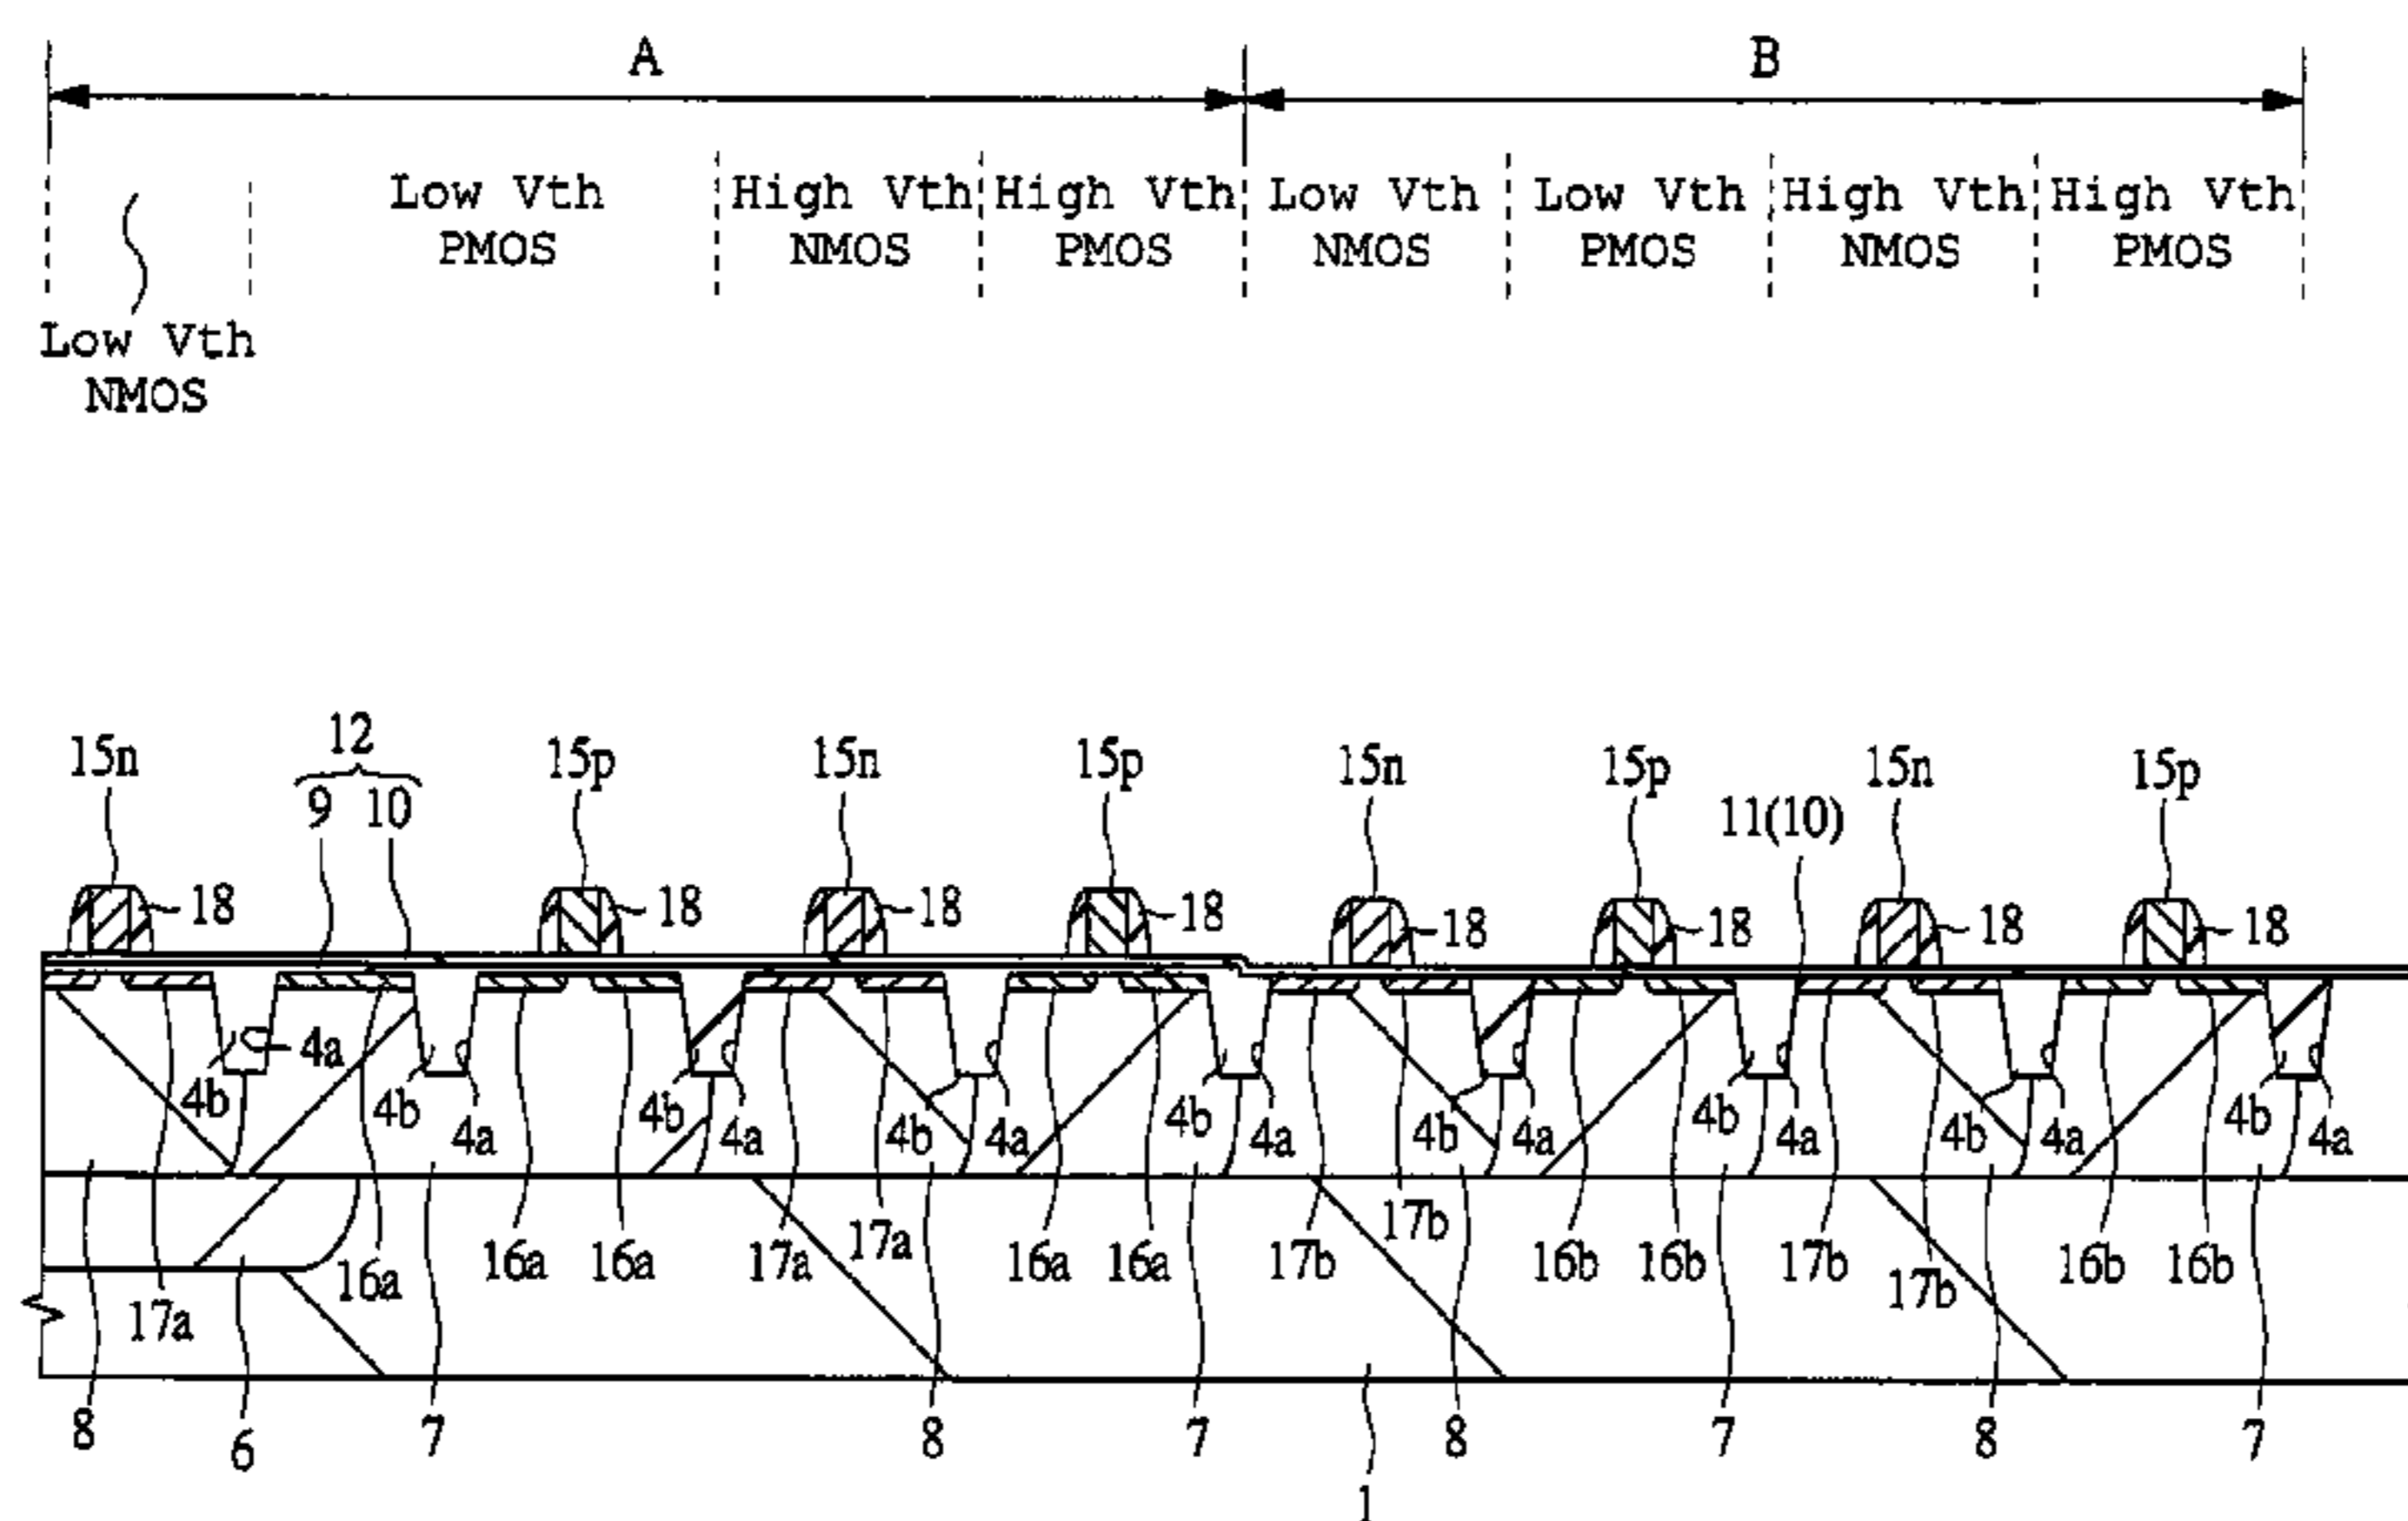 A B
Low Vth High Vth High Vth Low Vth Low Vth High Vth High Vth
PMOS NMOS PMOS NMOS PMOS NMOS PMOS
Low Vth
NMOS
15n 12 15p 15n 15p 15n 15p 15n 15p
9 10 11(10)
18 18 18 18 18 18 18 18
4a
4b 4b 4b 4b 4b 4b 4b 4b 4b
4a 4a 4a 4a 4a 4a 4a 4a
17a 16a 16a 16a 17a 17a 16a 16a 17b 17b 16b 16b 17b 17b 16b 16b
8 6 7 8 7 8 7 8 7
1